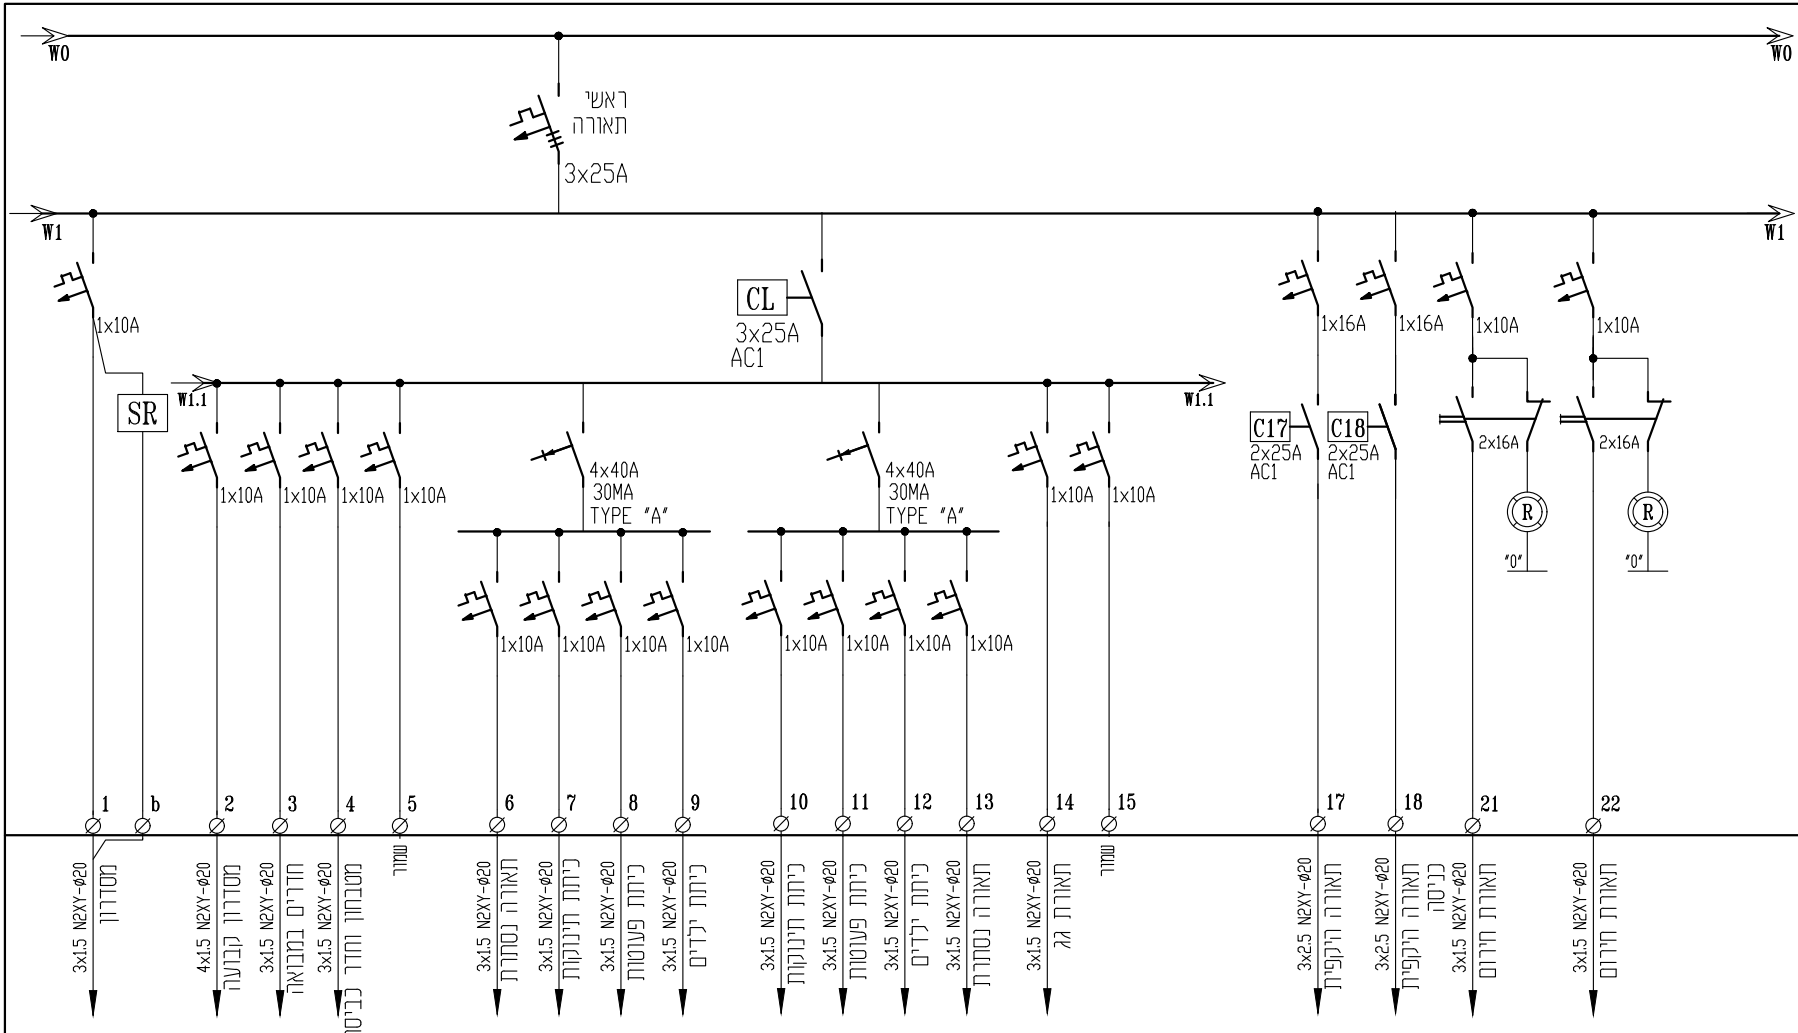 W0
W0
ראשי
תאורה
3x25A
W1
W1
1x10A
CL
3x25A
AC1
1x16A
1x16A
1x10A
1x10A
W1.1
W1.1
SR
1x10A
1x10A
1x10A
1x10A
4x40A
30MA
TYPE "A"
4x40A
30MA
TYPE "A"
1x10A
1x10A
C17
2x25A
AC1
C18
2x25A
AC1
2x16A
2x16A
R
R
"0"
"0"
1x10A
1x10A
1x10A
1x10A
1x10A
1x10A
1x10A
1x10A
1
b
2
3
4
5
6
7
8
9
10
11
12
13
14
15
17
18
21
22
3x1.5 N2XY-ø20
מסדרון
4x1.5 N2XY-ø20
מסדרון קבועה
3x1.5 N2XY-ø20
חדרים במבואה
3x1.5 N2XY-ø20
מטבחון וחדר כביסה
שמור
3x1.5 N2XY-ø20
תאורה נסתרת
3x1.5 N2XY-ø20
כיתת תינוקות
3x1.5 N2XY-ø20
כיתת פעוטות
3x1.5 N2XY-ø20
כיתת ילדים
3x1.5 N2XY-ø20
כיתת תינוקות
3x1.5 N2XY-ø20
כיתת פעוטות
3x1.5 N2XY-ø20
כיתת ילדים
3x1.5 N2XY-ø20
תאורה נסתרת
3x1.5 N2XY-ø20
תאורת גג
שמור
3x2.5 N2XY-ø20
תאורה היקפית
3x2.5 N2XY-ø20
תאורה היקפית
כניסה
3x1.5 N2XY-ø20
תאורת חירום
3x1.5 N2XY-ø20
תאורת חירום